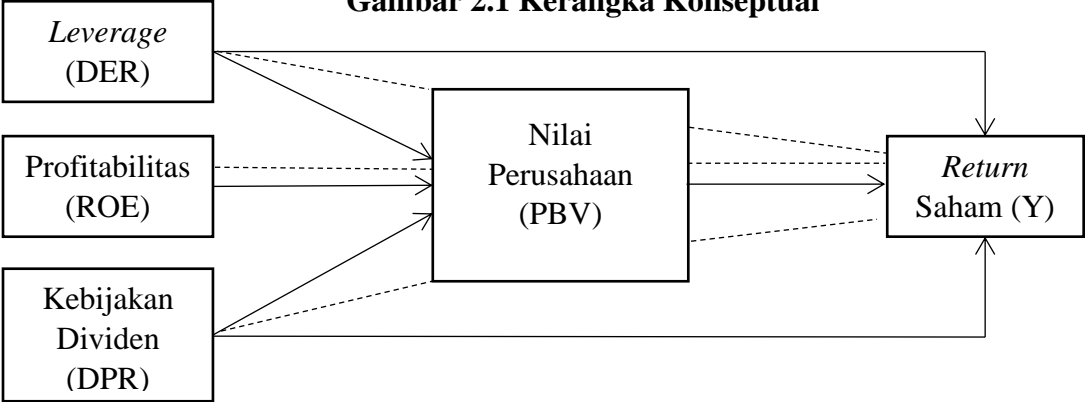 Gambar 2.1 Kerangka Konseptual
Leverage
(DER)
Profitabilitas
(ROE)
Kebijakan
Dividen
(DPR)
Nilai
Perusahaan
(PBV)
Return
Saham (Y)